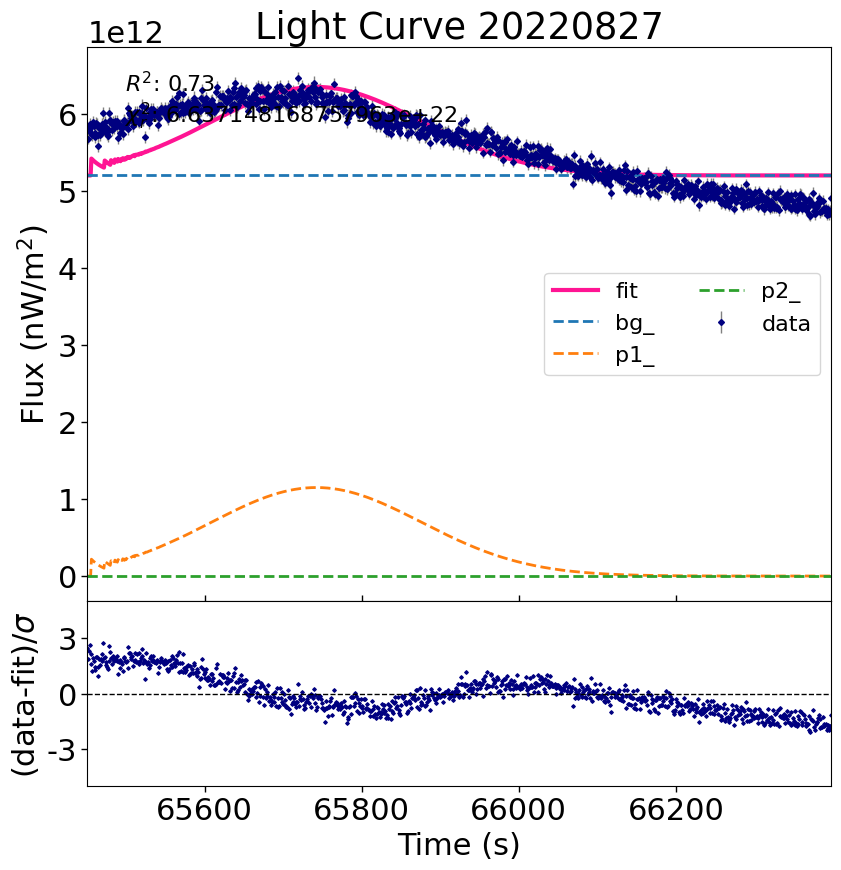 Light Curve 20220827
1e12
R²: 0.73
6
5
4
3
2
1
0
Flux (nW/m²)
fit
bg_
p1_
p2_
data
3
0
-3
(data-fit)/σ
65600 65800 66000 66200
Time (s)